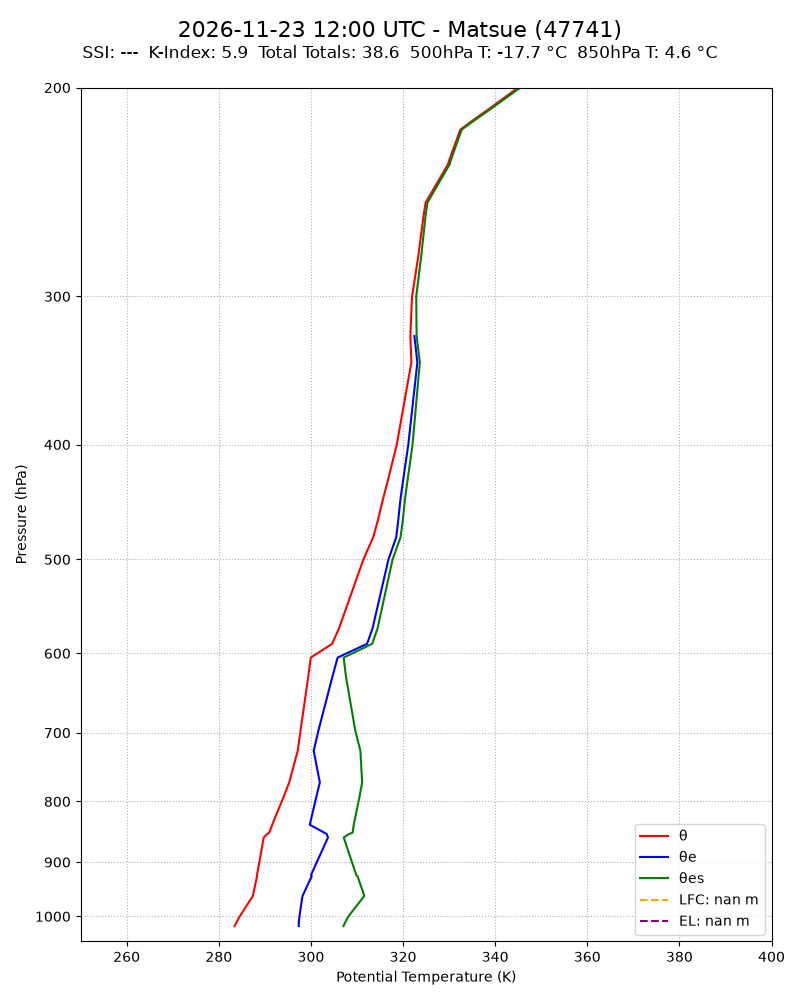 2026-11-23 12:00 UTC - Matsue (47741)
SSI: --- K-Index: 5.9 Total Totals: 38.6 500hPa T: -17.7 °C 850hPa T: 4.6 °C
200
300
400
500
600
700
800
900
1000
Pressure (hPa)
θ
θe
θes
LFC: nan m
EL: nan m
260 280 300 320 340 360 380 400
Potential Temperature (K)